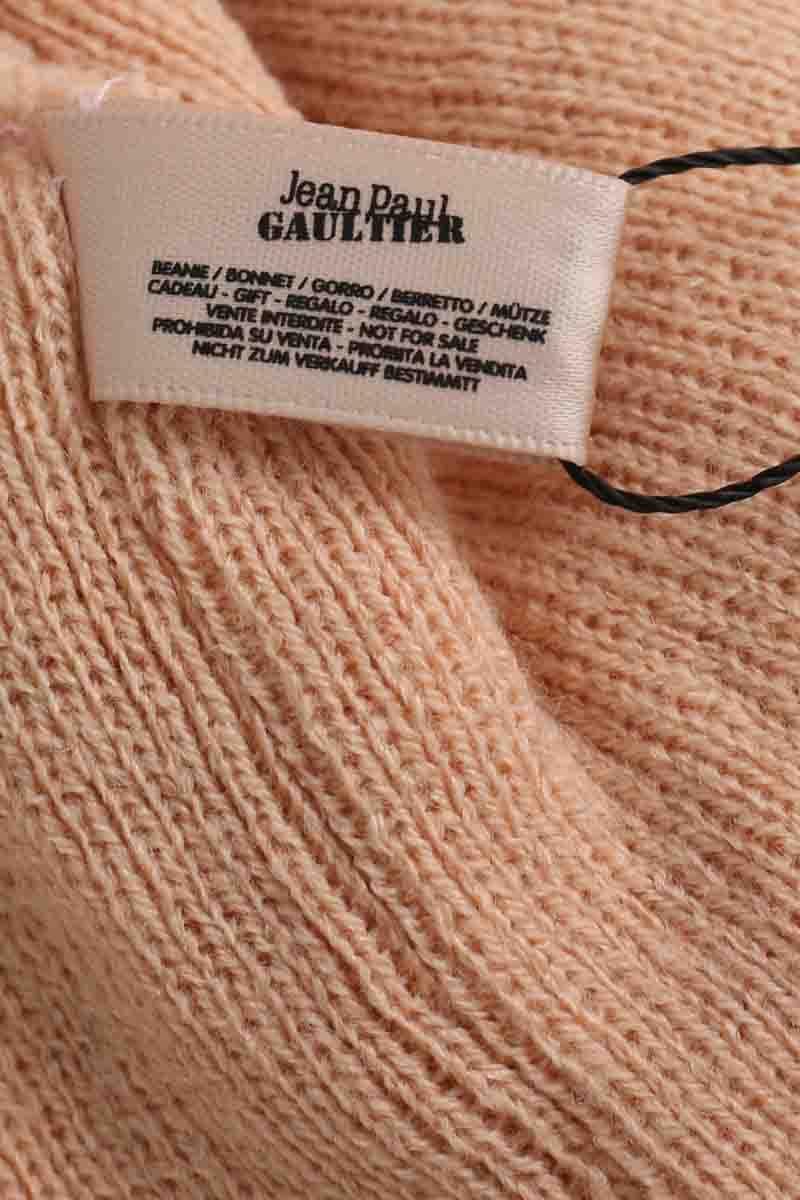 Jean Paul
GAULTIER
BEANIE / BONNET / GORRO / BERRETTO / MÜTZE
CADEAU - GIFT - REGALO - REGALO - GESCHENK
VENTE INTERDITE - NOT FOR SALE
PROHIBIDA SU VENTA - PROIBITA LA VENDITA
NICHT ZUM VERKAUFF BESTIMMTT